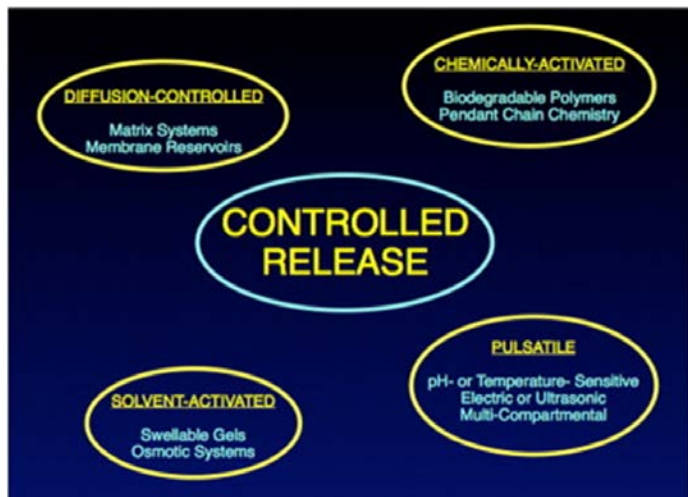 DIFFUSION-CONTROLLED
Matrix Systems
Membrane Reservoirs
CHEMICALLY-ACTIVATED
Biodegradable Polymers
Pendant Chain Chemistry
CONTROLLED
RELEASE
SOLVENT-ACTIVATED
Swellable Gels
Osmotic Systems
PULSATILE
pH- or Temperature- Sensitive
Electric or Ultrasonic
Multi-Compartmental